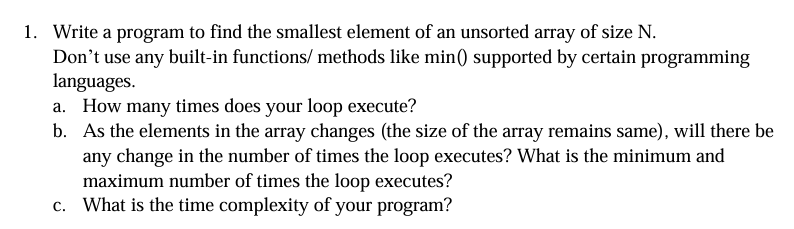 1. Write a program to find the smallest element of an unsorted array of size N.
Don't use any built-in functions/ methods like min() supported by certain programming
languages.
a. How many times does your loop execute?
b. As the elements in the array changes (the size of the array remains same), will there be
any change in the number of times the loop executes? What is the minimum and
maximum number of times the loop executes?
c. What is the time complexity of your program?